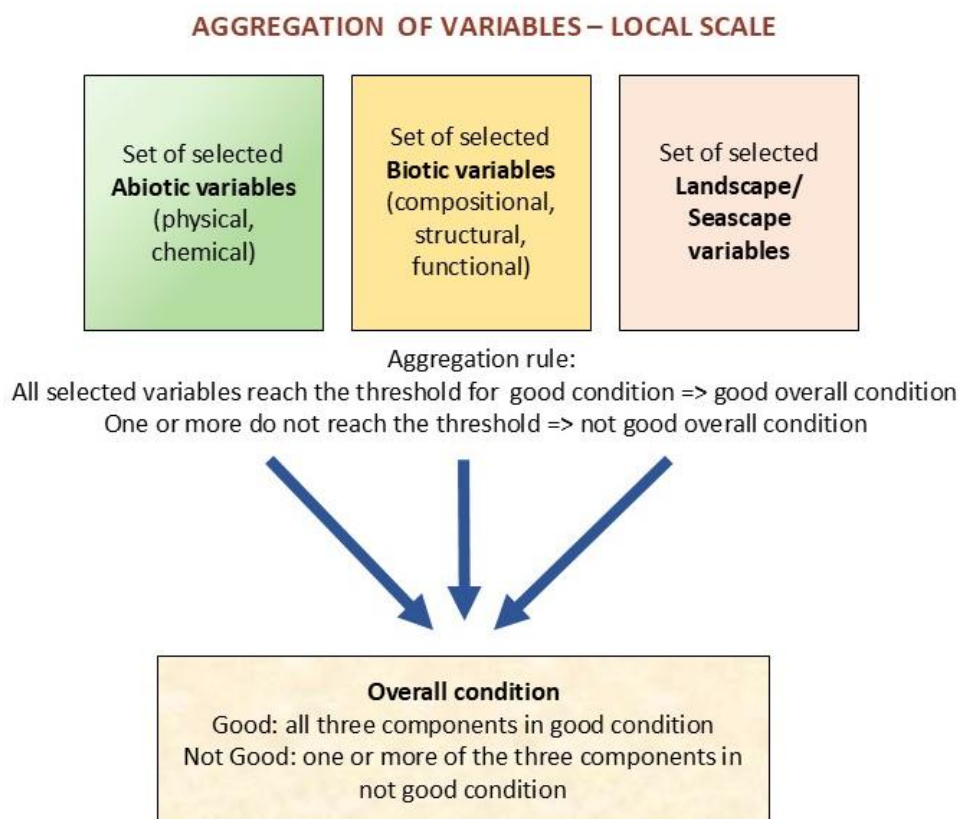 AGGREGATION OF VARIABLES – LOCAL SCALE
Set of selected
Abiotic variables
(physical,
chemical)
Set of selected
Biotic variables
(compositional,
structural,
functional)
Set of selected
Landscape/
Seascape
variables
Aggregation rule:
All selected variables reach the threshold for good condition => good overall condition
One or more do not reach the threshold => not good overall condition
Overall condition
Good: all three components in good condition
Not Good: one or more of the three components in
not good condition